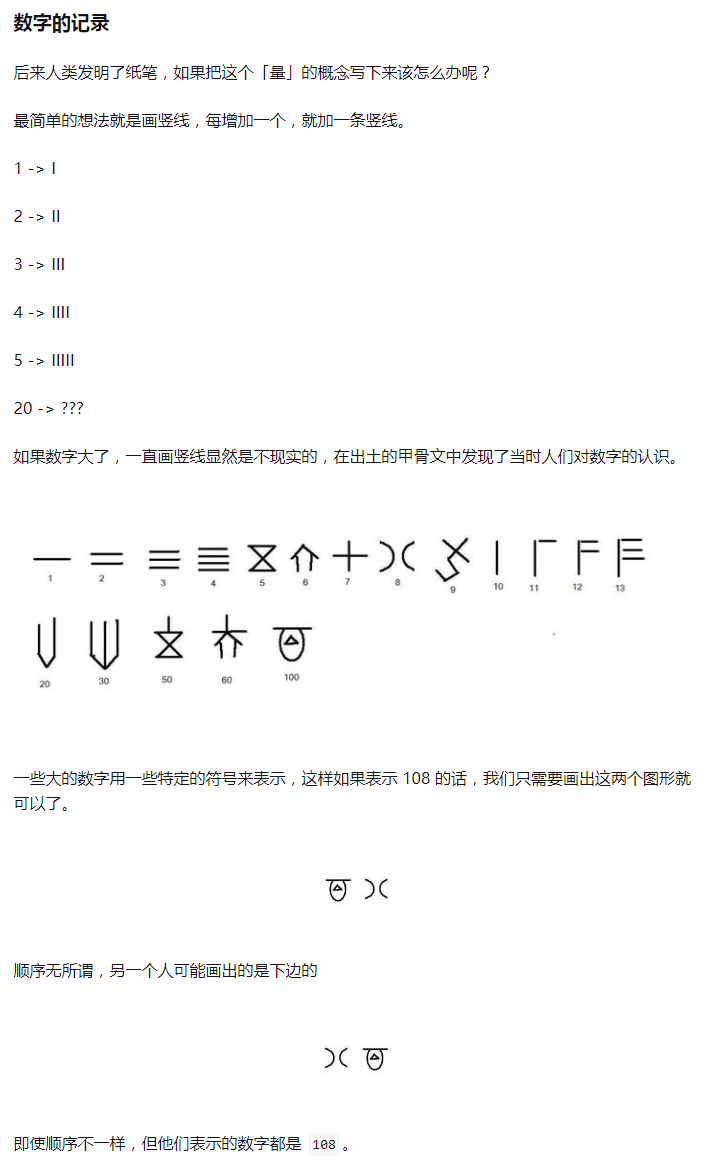 数字的记录
后来人类发明了纸笔，如果把这个「量」的概念写下来该怎么办呢？
最简单的想法就是画竖线，每增加一个，就加一条竖线。
1 -> I
2 -> II
3 -> III
4 -> IIII
5 -> IIIII
20 -> ???
如果数字大了，一直画竖线显然是不现实的，在出土的甲骨文中发现了当时人们对数字的认识。
1 2 3 4 5 6 7 8 9 10 11 12 13
20 30 50 60 100
一些大的数字用一些特定的符号来表示，这样如果表示 108 的话，我们只需要画出这两个图形就
可以了。
顺序无所谓，另一个人可能画出的是下边的
即使顺序不一样，但他们表示的数字都是 108 。